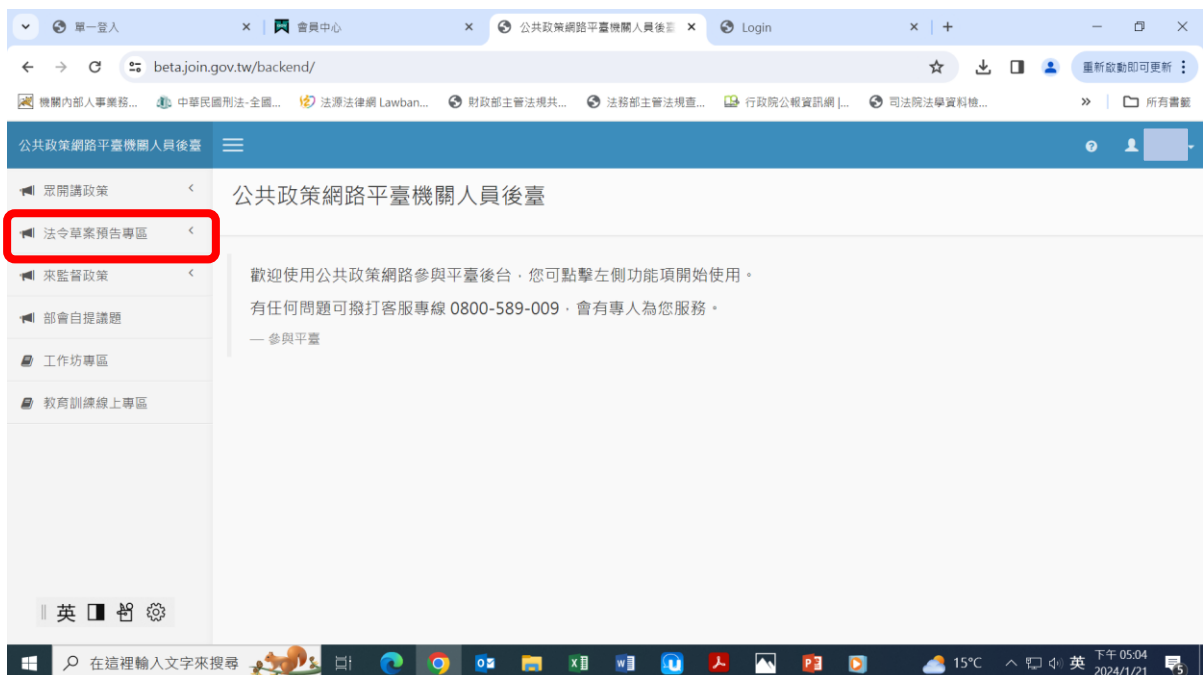 單一登入
會員中心
公共政策網路平臺機關人員後臺
Login
beta.join.gov.tw/backend/
重新啟動即可更新
機關內部人事業務...
中華民國刑法-全國...
法源法律網 Lawban...
財政部主管法規共...
法務部主管法規查...
行政院公報資訊網 |...
司法院法學資料檢...
所有書籤
公共政策網路平臺機關人員後臺
眾開講政策
法令草案預告專區
來監督政策
部會自提議題
工作坊專區
教育訓練線上專區
公共政策網路平臺機關人員後臺
歡迎使用公共政策網路參與平臺後台，您可點擊左側功能項開始使用。
有任何問題可撥打客服專線 0800-589-009，會有專人為您服務。
— 參與平臺
英
在這裡輸入文字來搜尋
15°C
英
下午 05:04
2024/1/21
5